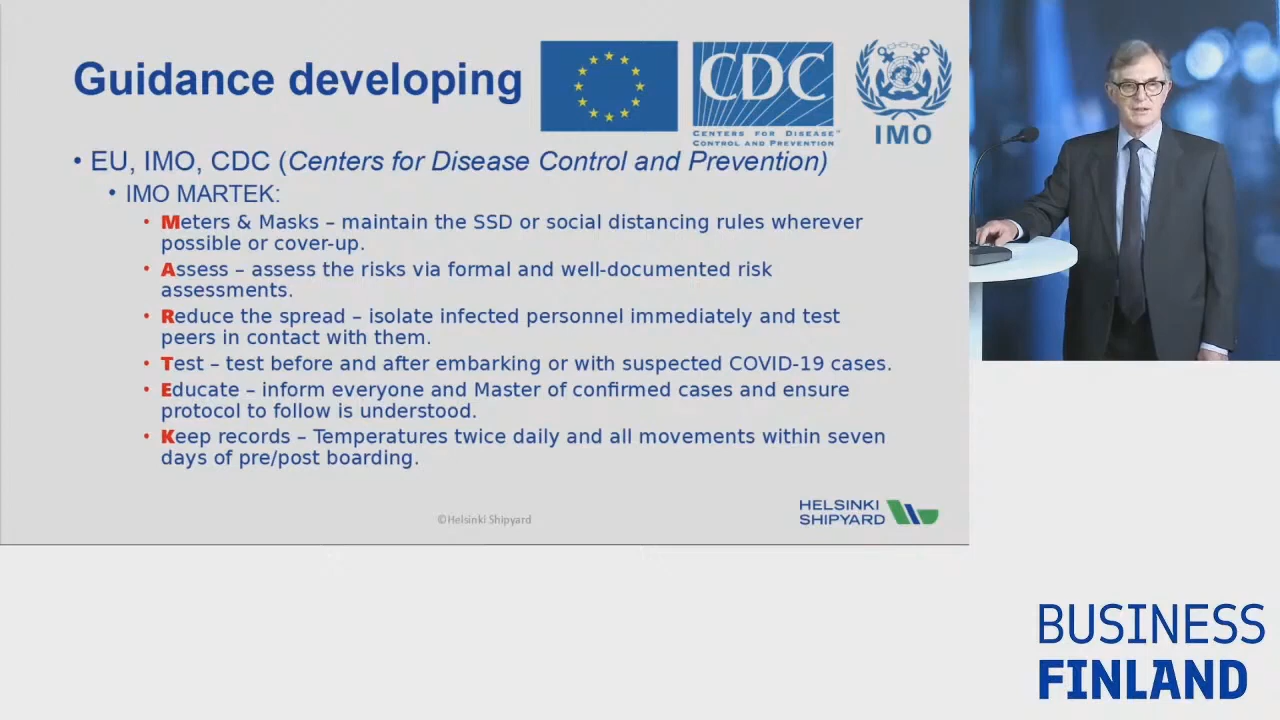 Guidance developing
CDC
CENTERS FOR DISEASE™
CONTROL AND PREVENTION
IMO
• EU, IMO, CDC (Centers for Disease Control and Prevention)
• IMO MARTEK:
• Meters & Masks – maintain the SSD or social distancing rules wherever
possible or cover-up.
• Assess – assess the risks via formal and well-documented risk
assessments.
• Reduce the spread – isolate infected personnel immediately and test
peers in contact with them.
• Test – test before and after embarking or with suspected COVID-19 cases.
• Educate – inform everyone and Master of confirmed cases and ensure
protocol to follow is understood.
• Keep records – Temperatures twice daily and all movements within seven
days of pre/post boarding.
©Helsinki Shipyard
HELSINKI
SHIPYARD
BUSINESS
FINLAND